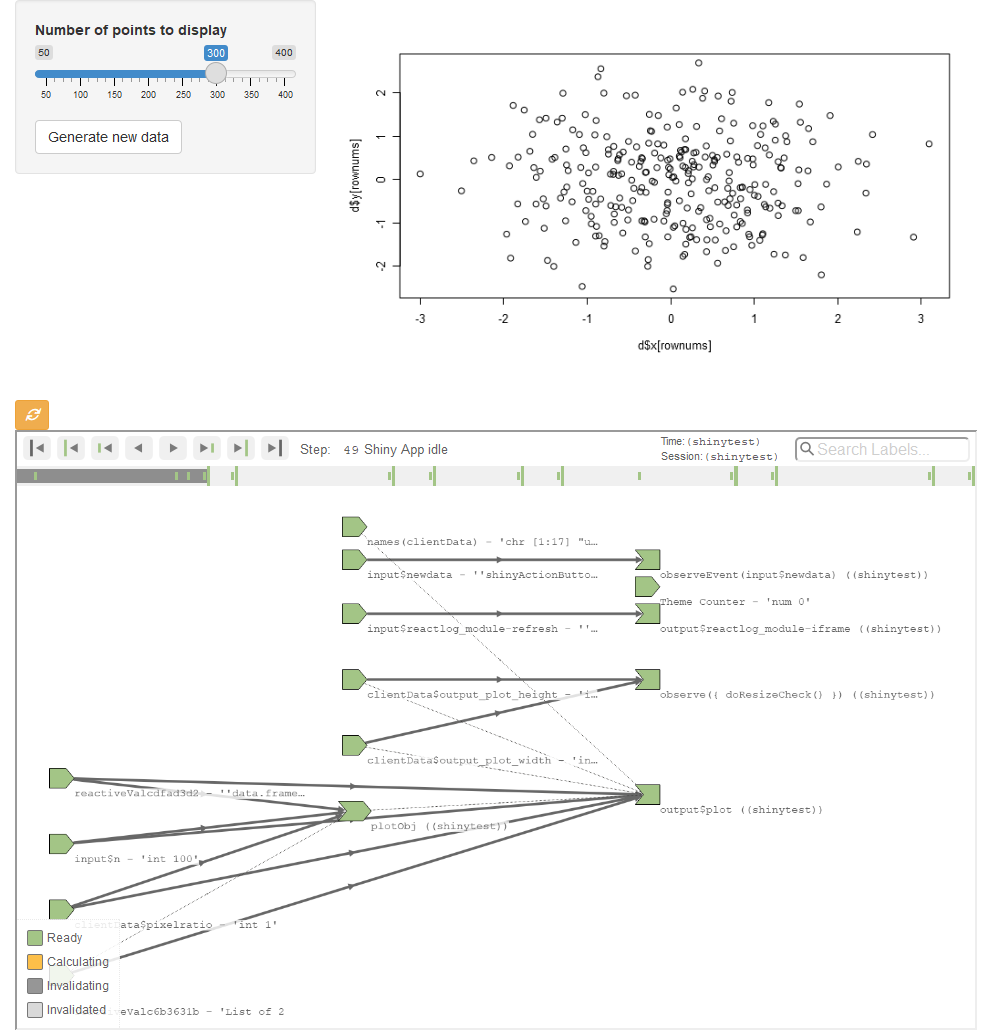 Number of points to display
50 300 400
50 100 150 200 250 300 350 400
Generate new data
d$y[rownums]
2
1
0
-1
-2
-3 -2 -1 0 1 2 3
d$x[rownums]
Step: 49 Shiny App idle
Time: (shinytest)
Session: (shinytest)
Search Labels...
names(clientData) - 'chr [1:17] "u…
input$newdata - ''shinyActionButto…
observeEvent(input$newdata) ((shinytest))
Theme Counter - 'num 0'
input$reactlog_module-refresh - ''…
output$reactlog_module-iframe ((shinytest))
clientData$output_plot_height - 'i…
observe({ doResizeCheck() }) ((shinytest))
clientData$output_plot_width - 'in…
reactiveValcdfad3d2 - ''data.frame…
output$plot ((shinytest))
plotObj ((shinytest))
input$n - 'int 100'
clientData$pixelratio - 'int 1'
Ready
Calculating
Invalidating
Invalidated
veValc6b3631b - 'List of 2